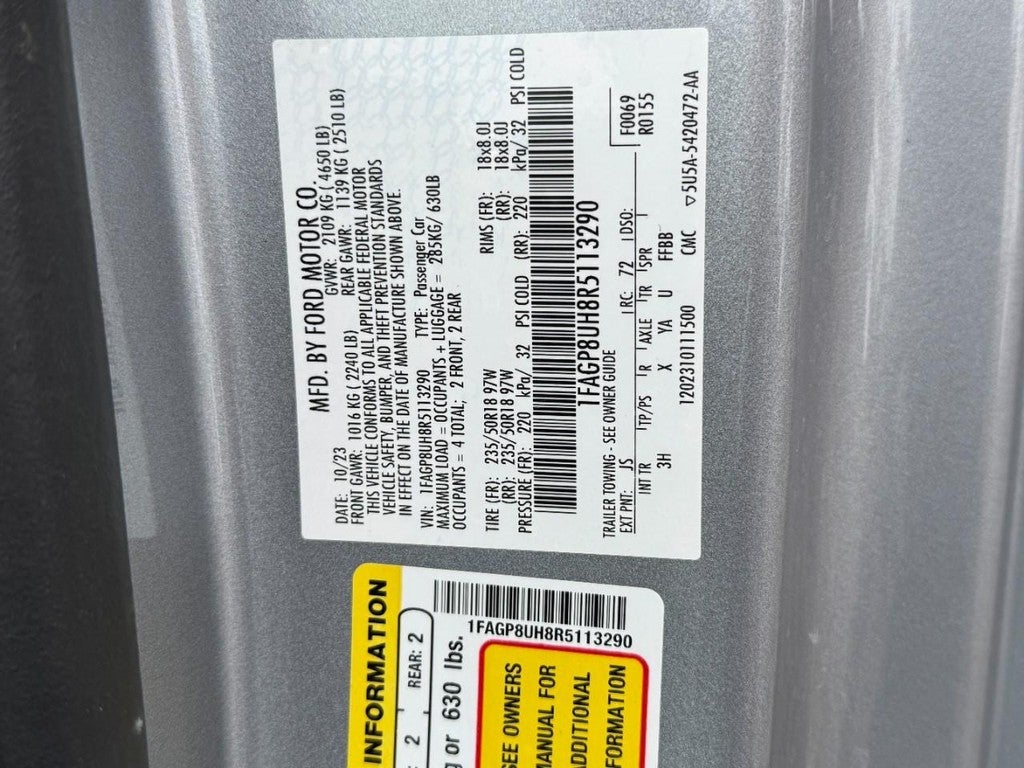 MFD. BY FORD MOTOR CO.
DATE: 10/23 GVWR: 2109 KG ( 4650 LB)
FRONT GAWR: 1016 KG ( 2240 LB) REAR GAWR: 1139 KG ( 2510 LB)
THIS VEHICLE CONFORMS TO ALL APPLICABLE FEDERAL MOTOR
VEHICLE SAFETY, BUMPER, AND THEFT PREVENTION STANDARDS
IN EFFECT ON THE DATE OF MANUFACTURE SHOWN ABOVE.
VIN: 1FAGP8UH8R5113290 TYPE: Passenger Car
MAXIMUM LOAD = OCCUPANTS + LUGGAGE = 285KG/ 630LB
OCCUPANTS = 4 TOTAL; 2 FRONT, 2 REAR
TIRE (FR): 235/50R18 97W RIMS (FR): 18x8.0J
(RR): 235/50R18 97W (RR): 18x8.0J
PRESSURE (FR): 220 kPa/ 32 PSI COLD (RR): 220 kPa/ 32 PSI COLD
1FAGP8UH8R5113290
TRAILER TOWING - SEE OWNER GUIDE F0069
EXT PNT: JS RC: 72 DSO: R0155
INT TR TP/PS R AXLE TR SPR
3H X YA U FFBB
1202310111500 CMC ▽5U5A-5420472-AA
INFORMATION
: 2 REAR: 2
g or 630 lbs.
1FAGP8UH8R5113290
SEE OWNERS
MANUAL FOR
ADDITIONAL
INFORMATION